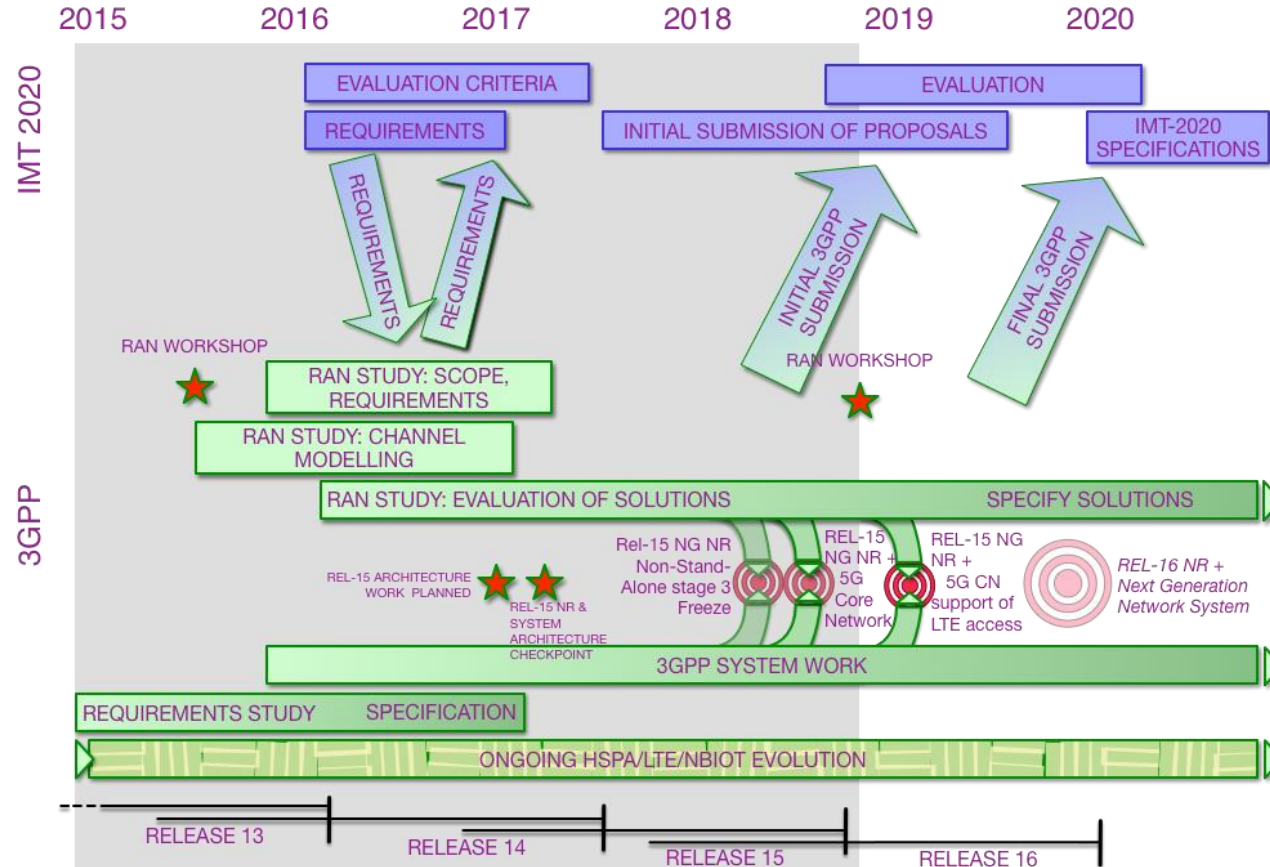 2015 2016 2017 2018 2019 2020
IMT 2020
EVALUATION CRITERIA
EVALUATION
REQUIREMENTS
INITIAL SUBMISSION OF PROPOSALS
IMT-2020
SPECIFICATIONS
REQUIREMENTS
REQUIREMENTS
INITIAL 3GPP
SUBMISSION
FINAL 3GPP
SUBMISSION
3GPP
RAN WORKSHOP
RAN WORKSHOP
RAN STUDY: SCOPE,
REQUIREMENTS
RAN STUDY: CHANNEL
MODELLING
RAN STUDY: EVALUATION OF SOLUTIONS
SPECIFY SOLUTIONS
REL-15 ARCHITECTURE
WORK PLANNED
REL-15 NR &
SYSTEM
ARCHITECTURE
CHECKPOINT
Rel-15 NG NR
Non-Stand-
Alone stage 3
Freeze
REL-15
NG NR +
5G
Core
Network
REL-15 NG
NR +
5G CN
support of
LTE access
REL-16 NR +
Next Generation
Network System
3GPP SYSTEM WORK
REQUIREMENTS STUDY
SPECIFICATION
ONGOING HSPA/LTE/NBIOT EVOLUTION
RELEASE 13
RELEASE 14
RELEASE 15
RELEASE 16